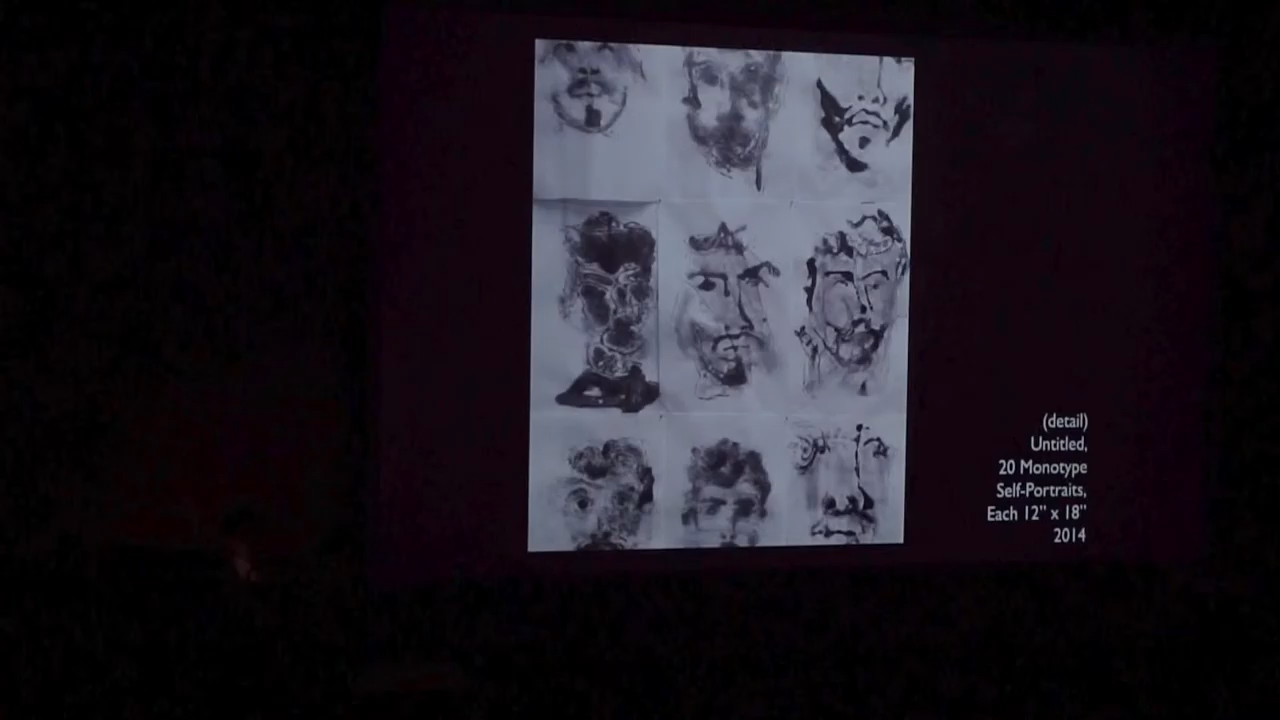 (detail)
Untitled,
20 Monotype
Self-Portraits,
Each 12" x 18"
2014